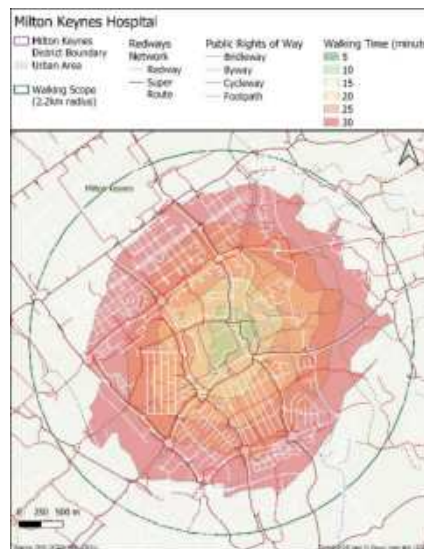 Milton Keynes Hospital
Milton Keynes
District Boundary
Urban Area
Walking Scope
(2.2km radius)
Redways
Network
Redway
Super
Route
Public Rights of Way
Bridleway
Byway
Cycleway
Footpath
Walking Time (minute
5
10
15
20
25
30
Milton Keynes
0 250 500 m